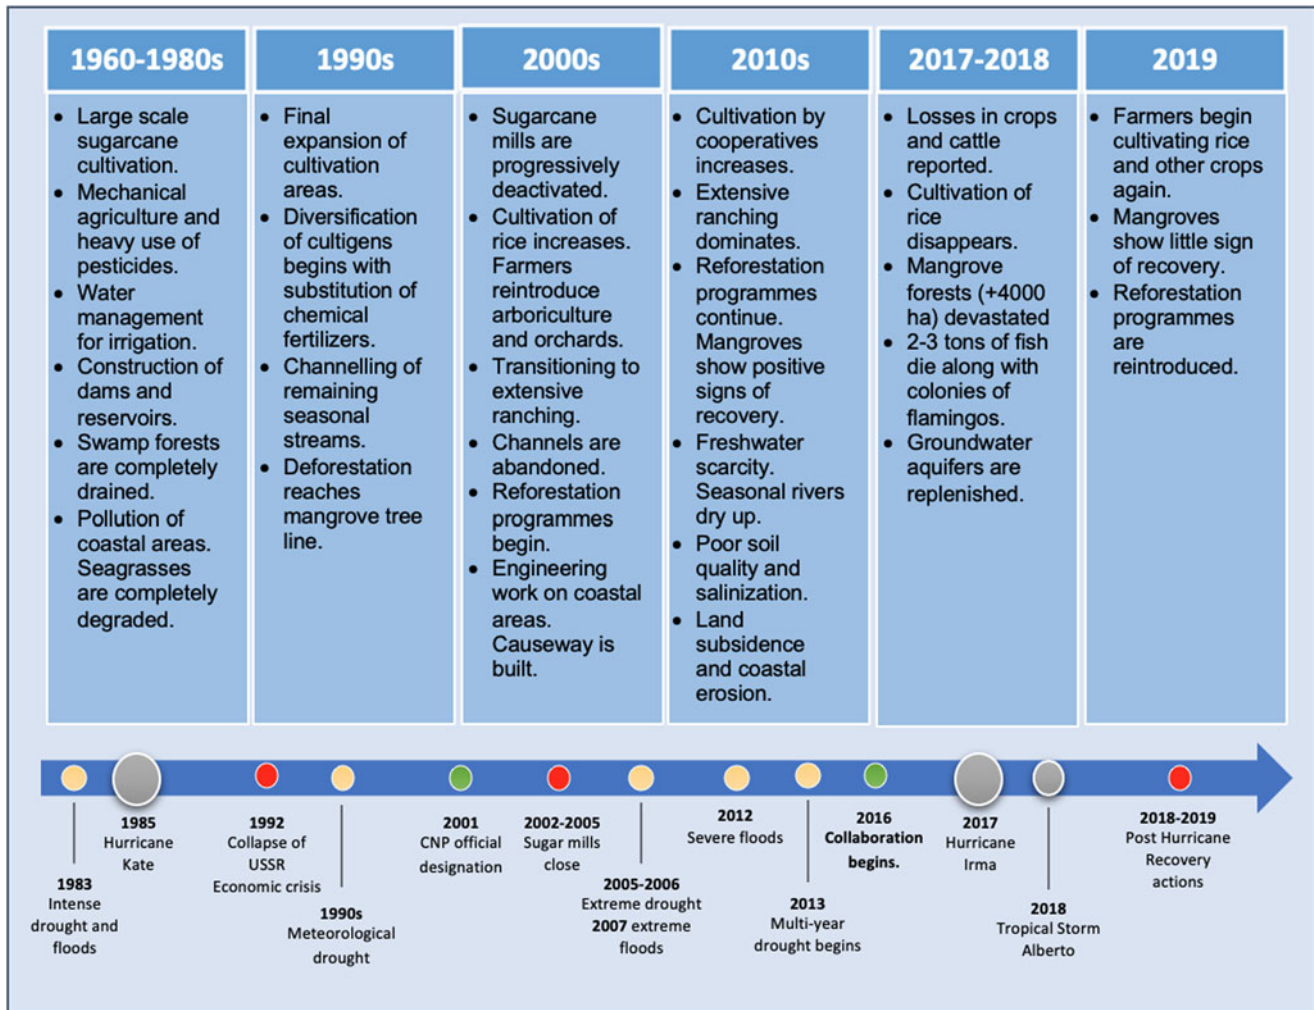 1960-1980s
• Large scale
sugarcane
cultivation.
• Mechanical
agriculture and
heavy use of
pesticides.
• Water
management
for irrigation.
• Construction of
dams and
reservoirs.
• Swamp forests
are completely
drained.
• Pollution of
coastal areas.
Seagrasses
are completely
degraded.
1990s
• Final
expansion of
cultivation
areas.
• Diversification
of cultigens
begins with
substitution of
chemical
fertilizers.
• Channelling of
remaining
seasonal
streams.
• Deforestation
reaches
mangrove tree
line.
2000s
• Sugarcane
mills are
progressively
deactivated.
• Cultivation of
rice increases.
Farmers
reintroduce
arboriculture
and orchards.
• Transitioning to
extensive
ranching.
• Channels are
abandoned.
• Reforestation
programmes
begin.
• Engineering
work on coastal
areas.
Causeway is
built.
2010s
• Cultivation by
cooperatives
increases.
• Extensive
ranching
dominates.
• Reforestation
programmes
continue.
Mangroves
show positive
signs of
recovery.
• Freshwater
scarcity.
Seasonal rivers
dry up.
• Poor soil
quality and
salinization.
• Land
subsidence
and coastal
erosion.
2017-2018
• Losses in crops
and cattle
reported.
• Cultivation of
rice
disappears.
• Mangrove
forests (+4000
ha) devastated
• 2-3 tons of fish
die along with
colonies of
flamingos.
• Groundwater
aquifers are
replenished.
2019
• Farmers begin
cultivating rice
and other crops
again.
• Mangroves
show little sign
of recovery.
• Reforestation
programmes
are
reintroduced.
1983
Intense
drought and
floods
1985
Hurricane
Kate
1992
Collapse of
USSR
Economic crisis
1990s
Meteorological
drought
2001
CNP official
designation
2002-2005
Sugar mills
close
2005-2006
Extreme drought
2007 extreme
floods
2012
Severe floods
2013
Multi-year
drought begins
2016
Collaboration
begins.
2017
Hurricane
Irma
2018
Tropical Storm
Alberto
2018-2019
Post Hurricane
Recovery
actions